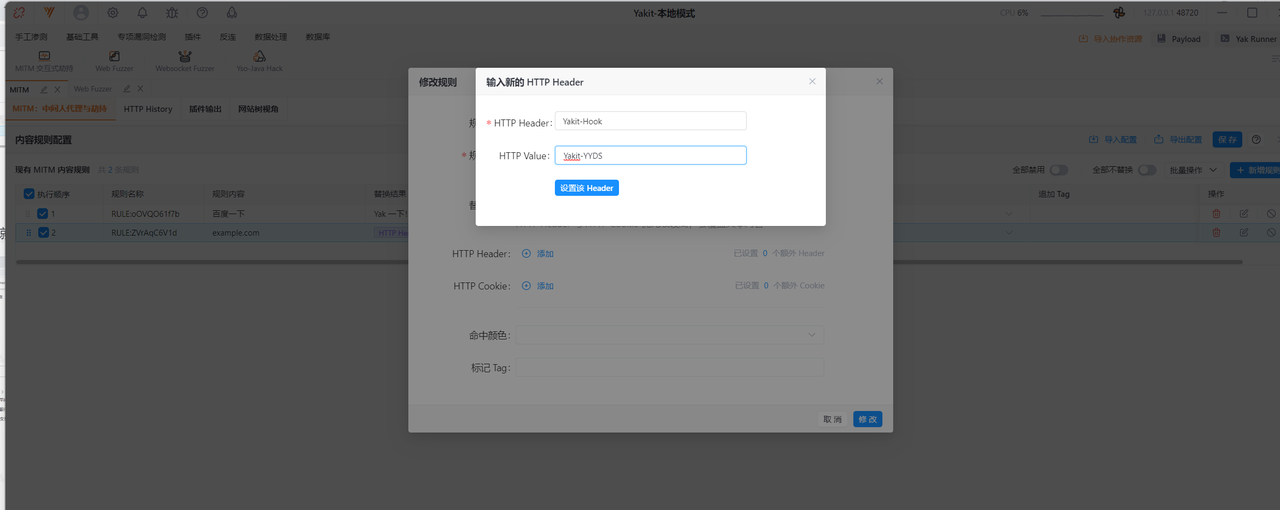 Yakit-本地模式
CPU 6%
127.0.0.1:48720
手工渗透 基础工具 专项漏洞检测 插件 反连 数据处理 数据库
导入协作资源 Payload Yak Runner
MITM 交互式劫持 Web Fuzzer Websocket Fuzzer Yso-Java Hack
MITM Web Fuzzer
MITM：中间人代理与劫持 HTTP History 插件输出 网站树视角
内容规则配置
导入配置 导出配置 保存
现有 MITM 内容规则 共 2 条规则
全部禁用 全部不替换 批量操作 新增规则
执行顺序 规则名称 规则内容 替换结果 追加 Tag 操作
1 百度一下 Yak 一下!
2 RULE:ZVrAqC6V1d example.com HTTP He
修改规则
输入新的 HTTP Header
* HTTP Header: Yakit-Hook
HTTP Value: Yakit-YYDS
设置该 Header
HTTP Header: 添加 已设置 0 个额外 Header
HTTP Cookie: 添加 已设置 0 个额外 Cookie
命中颜色:
标记 Tag:
取消 修改